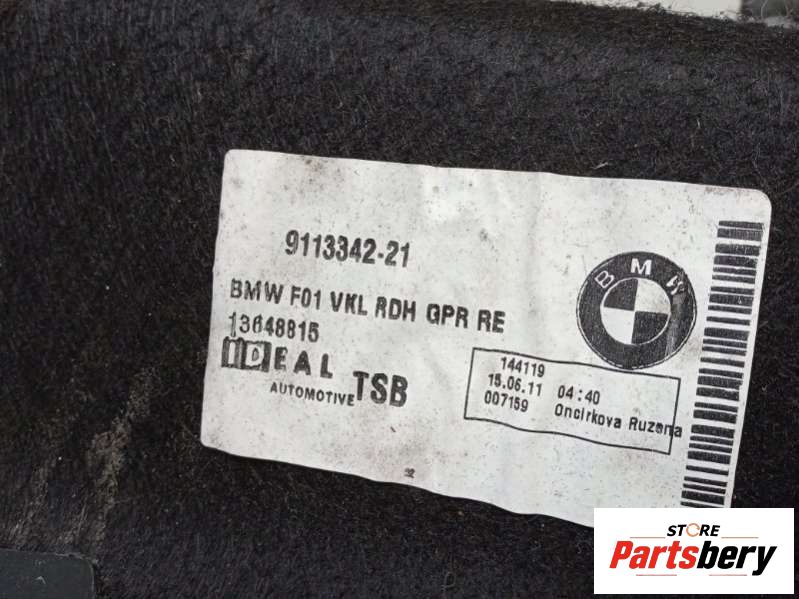 9113342-21
BMW F01 VKL RDH GPR RE
13648815
IDEAL
AUTOMOTIVE TSB
BMW
144119
15.06.11 04:40
007159 Oncirkova Ruzena
STORE
Partsbery